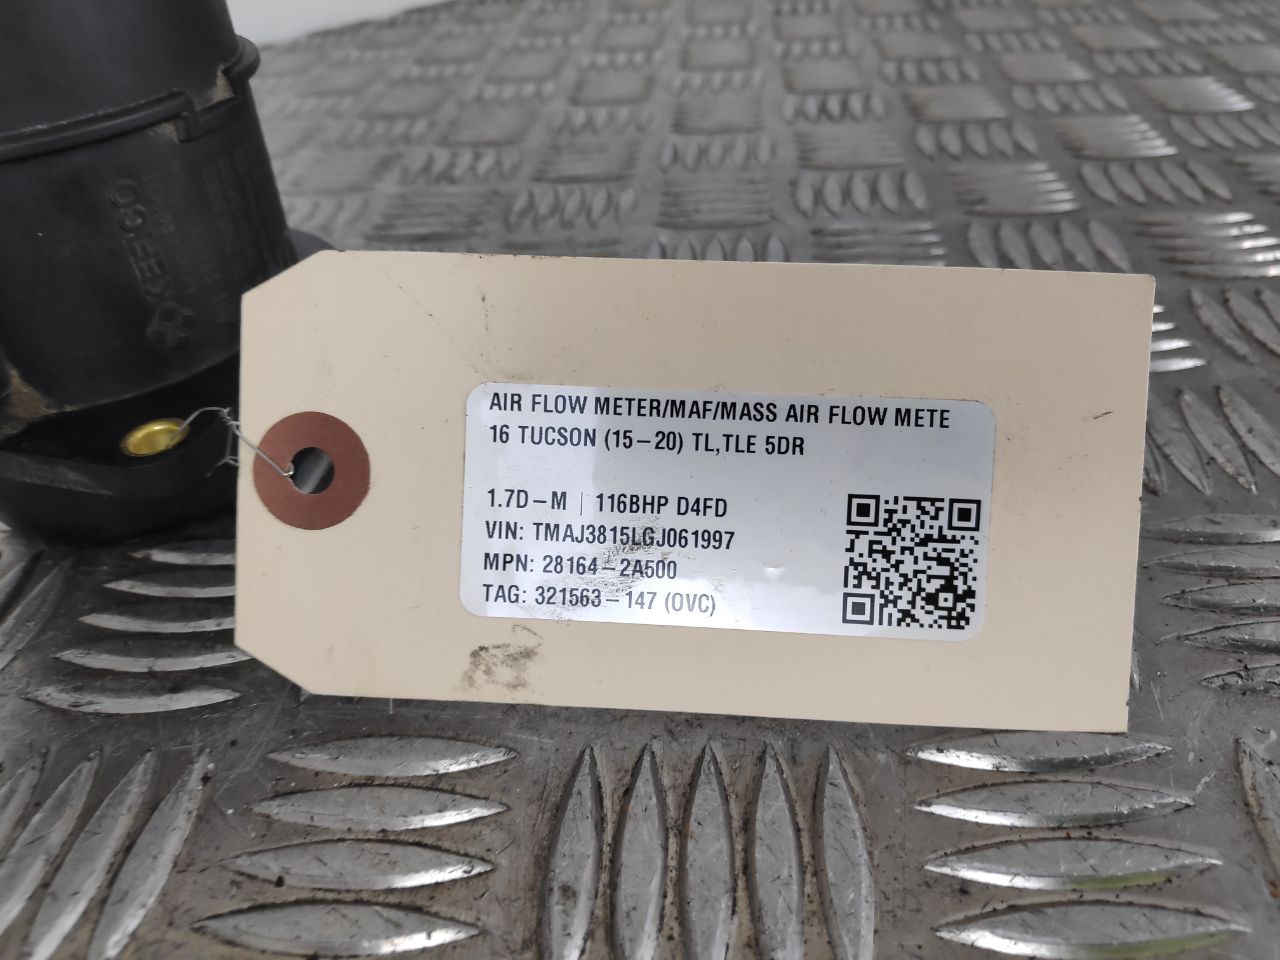 AIR FLOW METER/MAF/MASS AIR FLOW METE
16 TUCSON (15-20) TL,TLE 5DR
1.7D-M | 116BHP D4FD
VIN: TMAJ3815LGJ061997
MPN: 28164-2A500
TAG: 321563-147 (OVC)
KEFICO